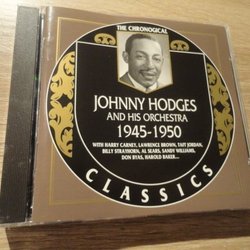 THE CHRONOLOGICAL
JOHNNY HODGES
AND HIS ORCHESTRA
1945-1950
WITH HARRY CARNEY, LAWRENCE BROWN, TAFT JORDAN,
BILLY STRAYHORN, AL SEARS, SANDY WILLIAMS,
DON BYAS, HAROLD BAKER...
CLASSICS